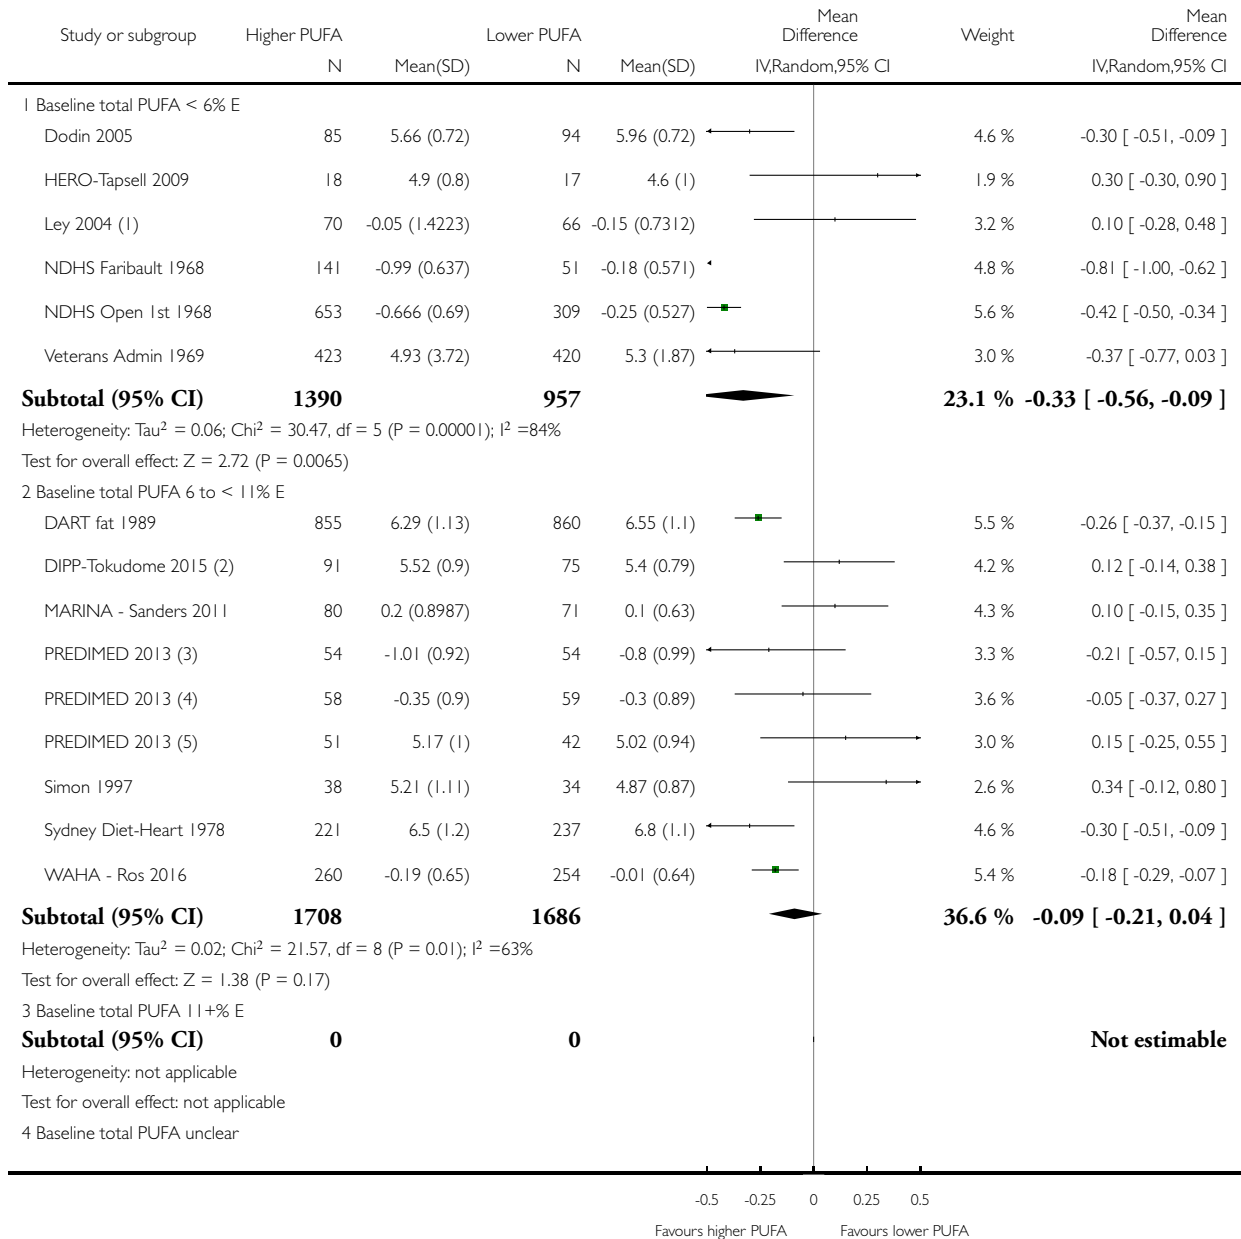 Study or subgroup Higher PUFA Lower PUFA Mean Difference Weight Mean Difference
N Mean(SD) N Mean(SD) IV,Random,95% CI IV,Random,95% CI
1 Baseline total PUFA < 6% E
Dodin 2005 85 5.66 (0.72) 94 5.96 (0.72) 4.6 % -0.30 [ -0.51, -0.09 ]
HERO-Tapsell 2009 18 4.9 (0.8) 17 4.6 (1) 1.9 % 0.30 [ -0.30, 0.90 ]
Ley 2004 (1) 70 -0.05 (1.4223) 66 -0.15 (0.7312) 3.2 % 0.10 [ -0.28, 0.48 ]
NDHS Faribault 1968 141 -0.99 (0.637) 51 -0.18 (0.571) 4.8 % -0.81 [ -1.00, -0.62 ]
NDHS Open 1st 1968 653 -0.666 (0.69) 309 -0.25 (0.527) 5.6 % -0.42 [ -0.50, -0.34 ]
Veterans Admin 1969 423 4.93 (3.72) 420 5.3 (1.87) 3.0 % -0.37 [ -0.77, 0.03 ]
Subtotal (95% CI) 1390 957 23.1 % -0.33 [ -0.56, -0.09 ]
Heterogeneity: Tau² = 0.06; Chi² = 30.47, df = 5 (P = 0.00001); I² =84%
Test for overall effect: Z = 2.72 (P = 0.0065)
2 Baseline total PUFA 6 to < 11% E
DART fat 1989 855 6.29 (1.13) 860 6.55 (1.1) 5.5 % -0.26 [ -0.37, -0.15 ]
DIPP-Tokudome 2015 (2) 91 5.52 (0.9) 75 5.4 (0.79) 4.2 % 0.12 [ -0.14, 0.38 ]
MARINA - Sanders 2011 80 0.2 (0.8987) 71 0.1 (0.63) 4.3 % 0.10 [ -0.15, 0.35 ]
PREDIMED 2013 (3) 54 -1.01 (0.92) 54 -0.8 (0.99) 3.3 % -0.21 [ -0.57, 0.15 ]
PREDIMED 2013 (4) 58 -0.35 (0.9) 59 -0.3 (0.89) 3.6 % -0.05 [ -0.37, 0.27 ]
PREDIMED 2013 (5) 51 5.17 (1) 42 5.02 (0.94) 3.0 % 0.15 [ -0.25, 0.55 ]
Simon 1997 38 5.21 (1.11) 34 4.87 (0.87) 2.6 % 0.34 [ -0.12, 0.80 ]
Sydney Diet-Heart 1978 221 6.5 (1.2) 237 6.8 (1.1) 4.6 % -0.30 [ -0.51, -0.09 ]
WAHA - Ros 2016 260 -0.19 (0.65) 254 -0.01 (0.64) 5.4 % -0.18 [ -0.29, -0.07 ]
Subtotal (95% CI) 1708 1686 36.6 % -0.09 [ -0.21, 0.04 ]
Heterogeneity: Tau² = 0.02; Chi² = 21.57, df = 8 (P = 0.01); I² =63%
Test for overall effect: Z = 1.38 (P = 0.17)
3 Baseline total PUFA 11+% E
Subtotal (95% CI) 0 0 Not estimable
Heterogeneity: not applicable
Test for overall effect: not applicable
4 Baseline total PUFA unclear
-0.5 -0.25 0 0.25 0.5
Favours higher PUFA Favours lower PUFA